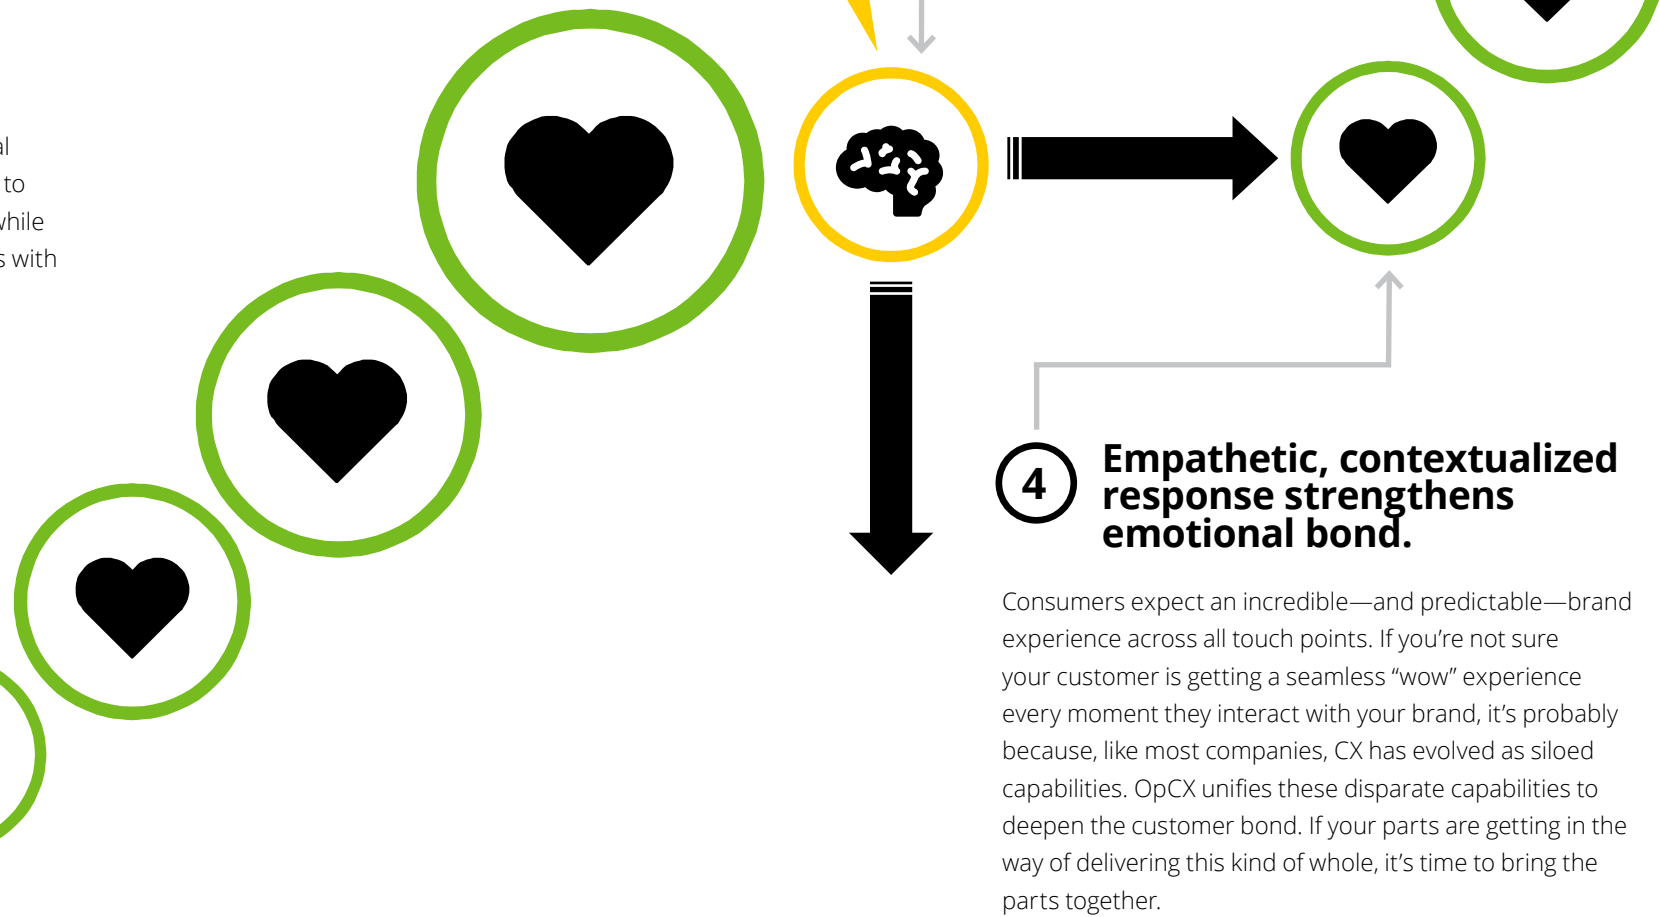 al
to
while
s with
4
Empathetic, contextualized
response strengthens
emotional bond.
Consumers expect an incredible—and predictable—brand
experience across all touch points. If you’re not sure
your customer is getting a seamless “wow” experience
every moment they interact with your brand, it’s probably
because, like most companies, CX has evolved as siloed
capabilities. OpCX unifies these disparate capabilities to
deepen the customer bond. If your parts are getting in the
way of delivering this kind of whole, it’s time to bring the
parts together.